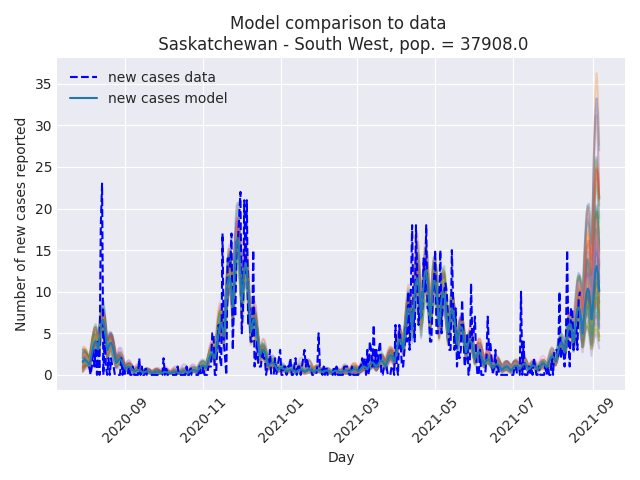 Model comparison to data
Saskatchewan - South West, pop. = 37908.0
new cases data
new cases model
Number of new cases reported
35
30
25
20
15
10
5
0
2020-09
2020-11
2021-01
2021-03
2021-05
2021-07
2021-09
Day